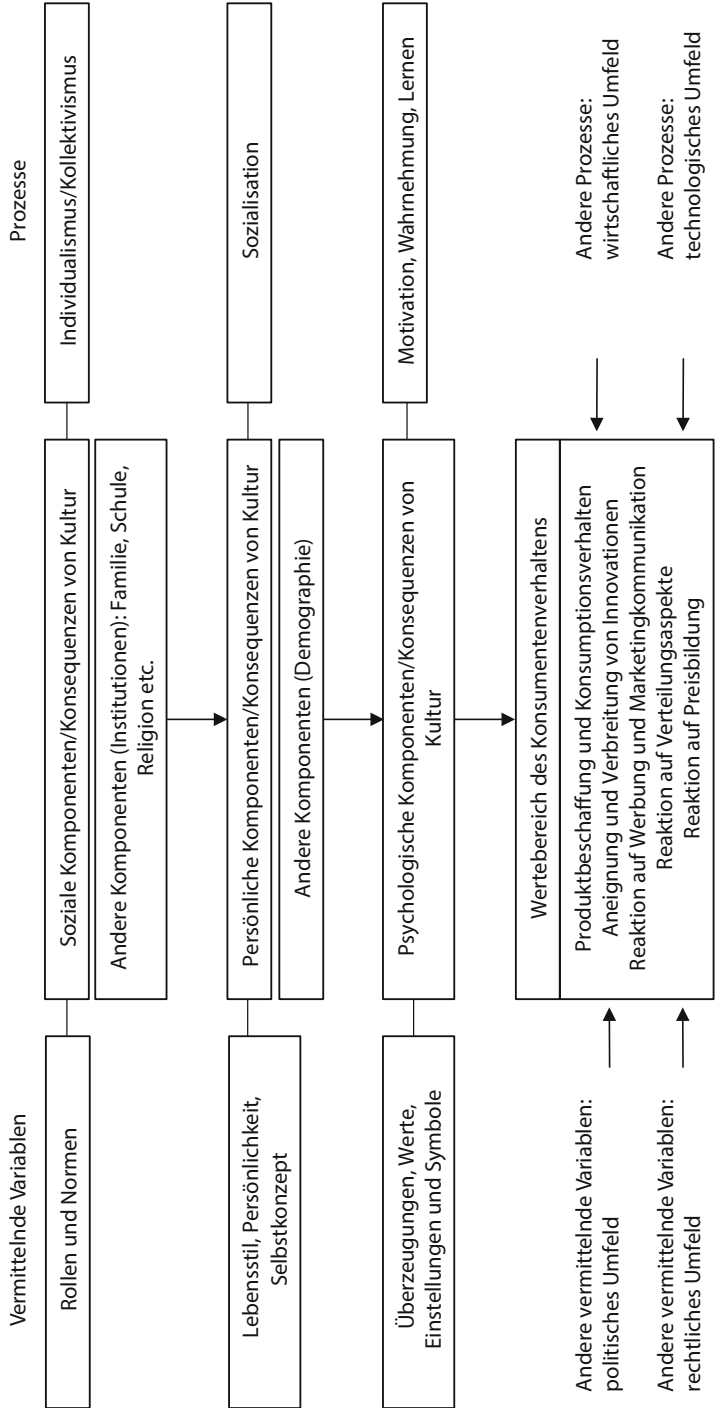 Vermittelnde Variablen
Prozesse
Rollen und Normen
Soziale Komponenten/Konsequenzen von Kultur
Individualismus/Kollektivismus
Andere Komponenten (Institutionen): Familie, Schule,
Religion etc.
Lebensstil, Persönlichkeit,
Selbstkonzept
Persönliche Komponenten/Konsequenzen von Kultur
Sozialisation
Andere Komponenten (Demographie)
Überzeugungen, Werte,
Einstellungen und Symbole
Psychologische Komponenten/Konsequenzen von
Kultur
Motivation, Wahrnehmung, Lernen
Wertebereich des Konsumentenverhaltens
Produktbeschaffung und Konsumptionsverhalten
Aneignung und Verbreitung von Innovationen
Reaktion auf Werbung und Marketingkommunikation
Reaktion auf Verteilungsaspekte
Reaktion auf Preisbildung
Andere vermittelnde Variablen:
politisches Umfeld
Andere vermittelnde Variablen:
rechtliches Umfeld
Andere Prozesse:
wirtschaftliches Umfeld
Andere Prozesse:
technologisches Umfeld